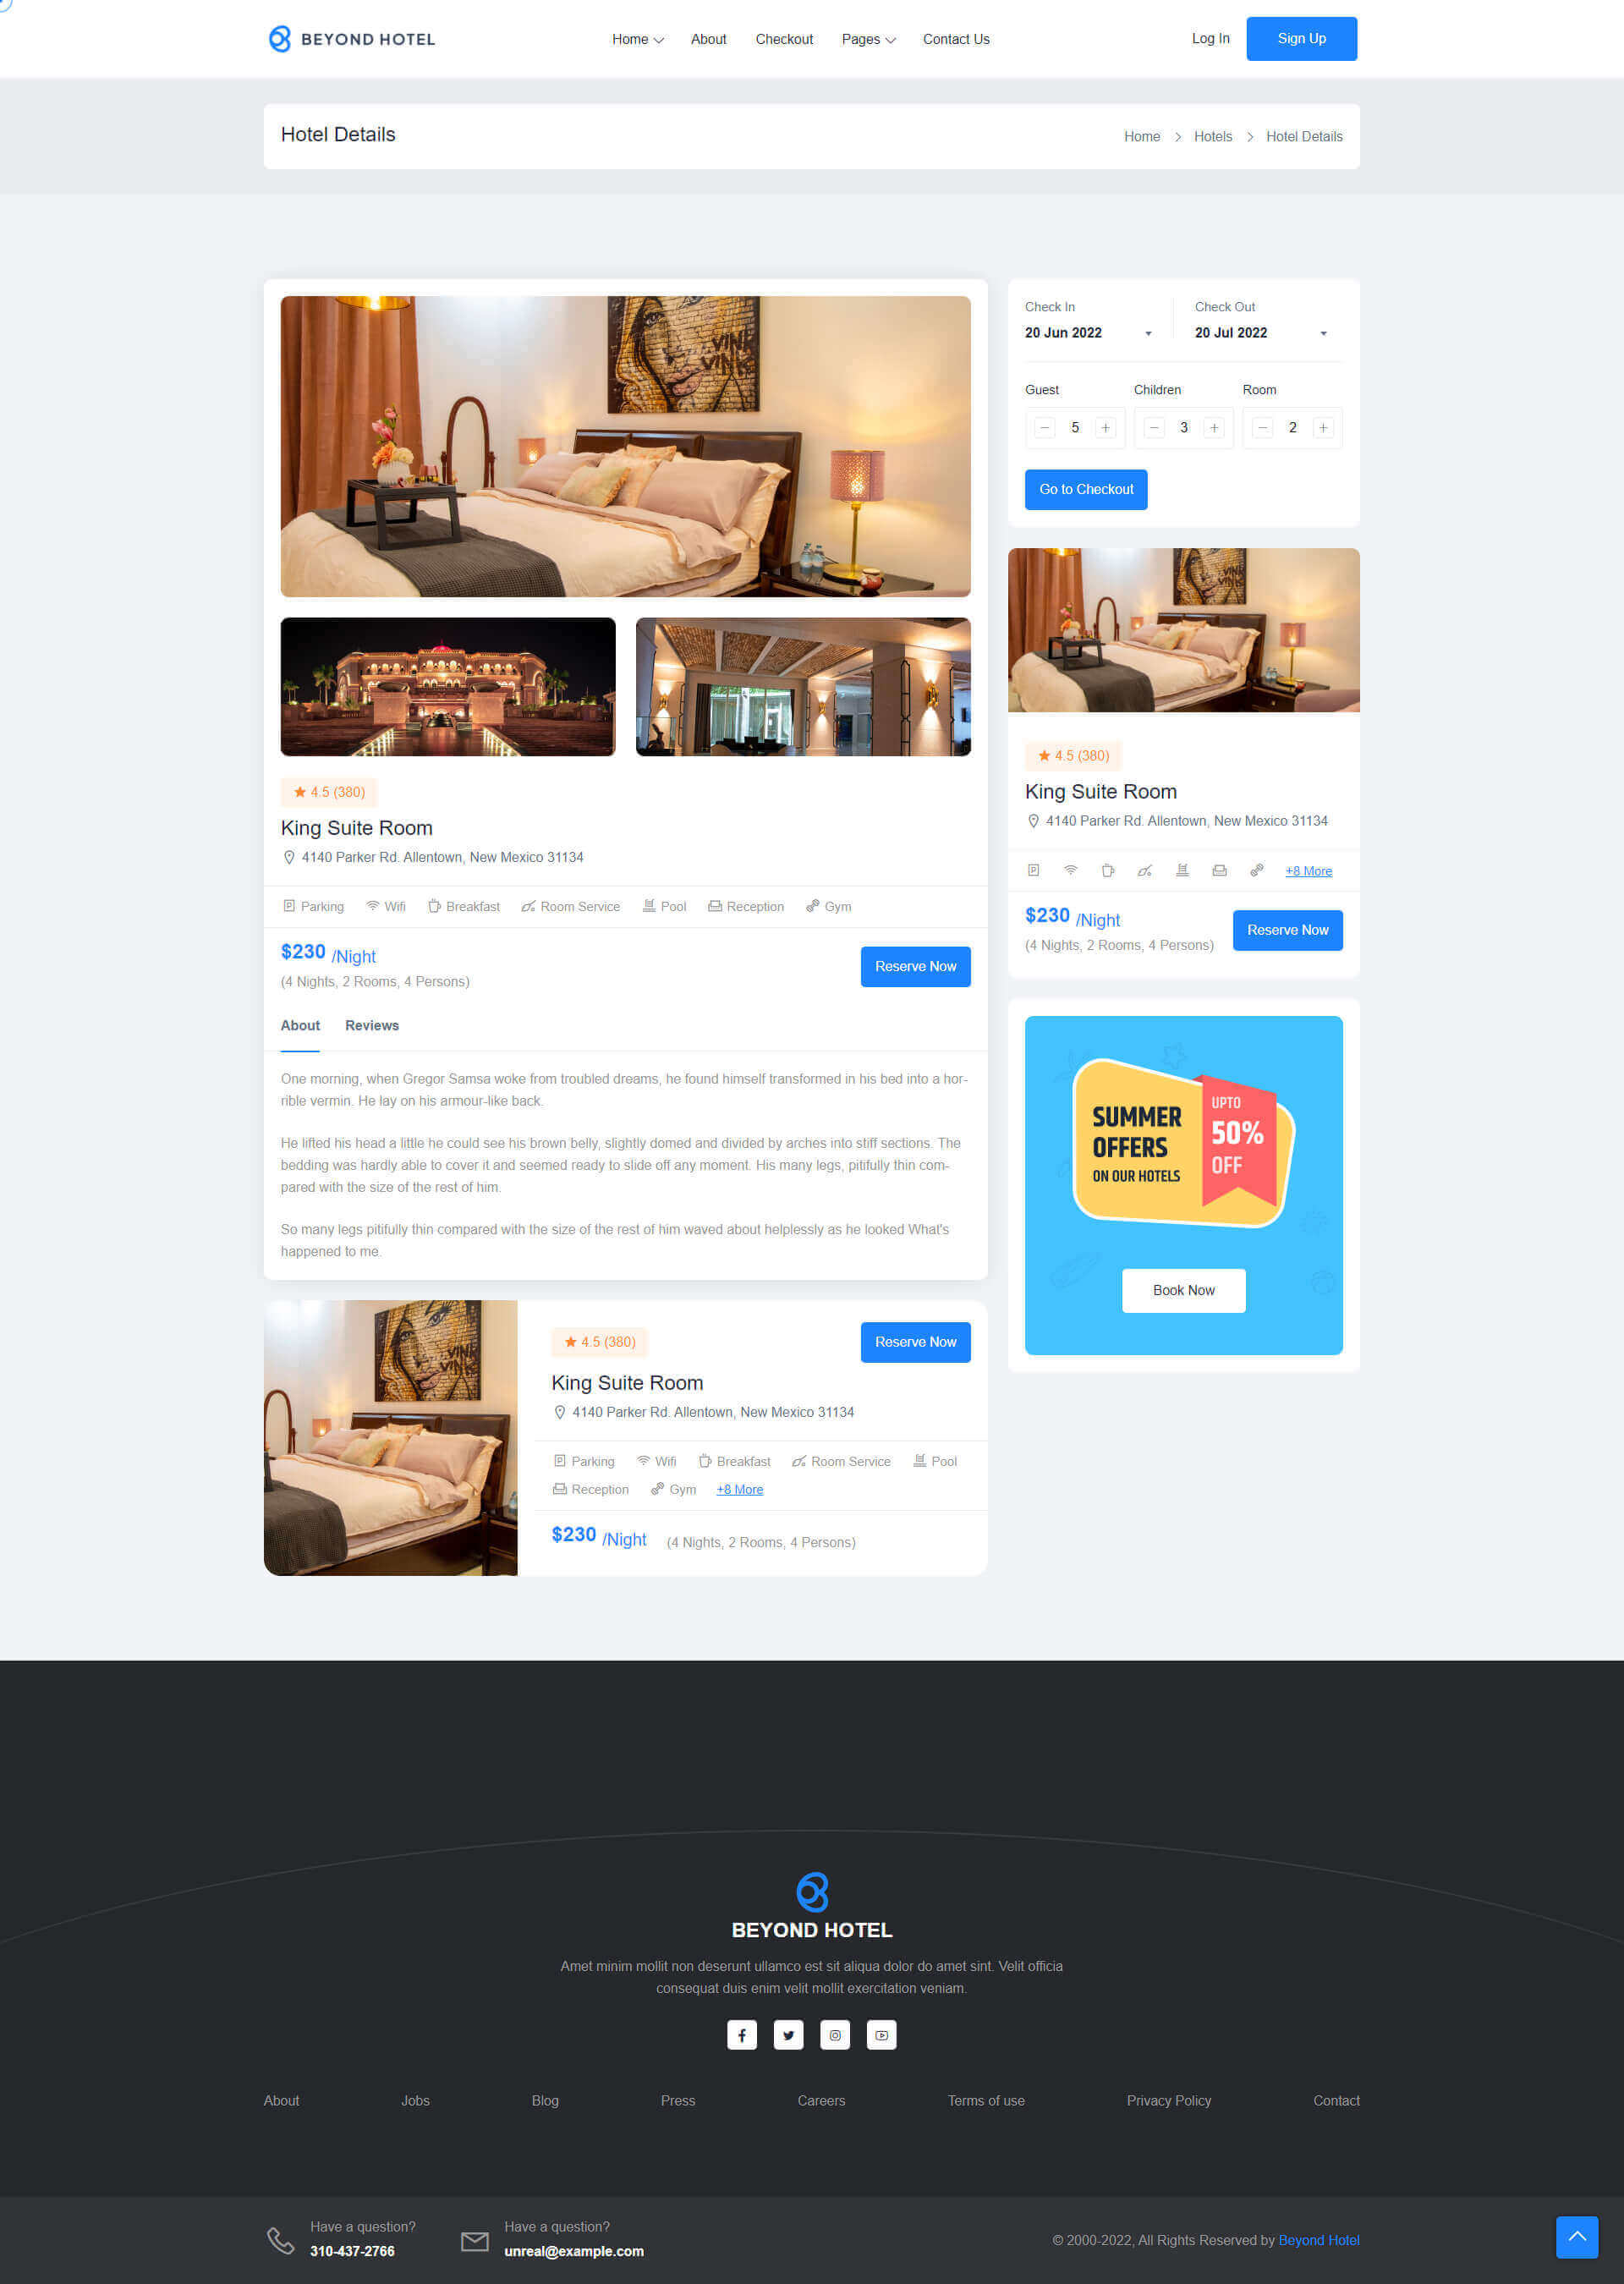 BEYOND HOTEL
Home
About
Checkout
Pages
Contact Us
Log In
Sign Up
Hotel Details
Home
Hotels
Hotel Details
4.5 (380)
King Suite Room
4140 Parker Rd. Allentown, New Mexico 31134
Parking
Wifi
Breakfast
Room Service
Pool
Reception
Gym
$230 /Night
(4 Nights, 2 Rooms, 4 Persons)
Reserve Now
About
Reviews
One morning, when Gregor Samsa woke from troubled dreams, he found himself transformed in his bed into a hor-
rible vermin. He lay on his armour-like back.
He lifted his head a little he could see his brown belly, slightly domed and divided by arches into stiff sections. The
bedding was hardly able to cover it and seemed ready to slide off any moment. His many legs, pitifully thin com-
pared with the size of the rest of him.
So many legs pitifully thin compared with the size of the rest of him waved about helplessly as he looked What's
happened to me.
4.5 (380)
Reserve Now
King Suite Room
4140 Parker Rd. Allentown, New Mexico 31134
Parking
Wifi
Breakfast
Room Service
Pool
Reception
Gym
+8 More
$230 /Night
(4 Nights, 2 Rooms, 4 Persons)
Check In
20 Jun 2022
Check Out
20 Jul 2022
Guest
Children
Room
− 5 +
− 3 +
− 2 +
Go to Checkout
4.5 (380)
King Suite Room
4140 Parker Rd. Allentown, New Mexico 31134
+8 More
$230 /Night
(4 Nights, 2 Rooms, 4 Persons)
Reserve Now
SUMMER
OFFERS
ON OUR HOTELS
UPTO
50%
OFF
Book Now
BEYOND HOTEL
Amet minim mollit non deserunt ullamco est sit aliqua dolor do amet sint. Velit officia
consequat duis enim velit mollit exercitation veniam.
About
Jobs
Blog
Press
Careers
Terms of use
Privacy Policy
Contact
Have a question?
310-437-2766
Have a question?
unreal@example.com
© 2000-2022, All Rights Reserved by Beyond Hotel